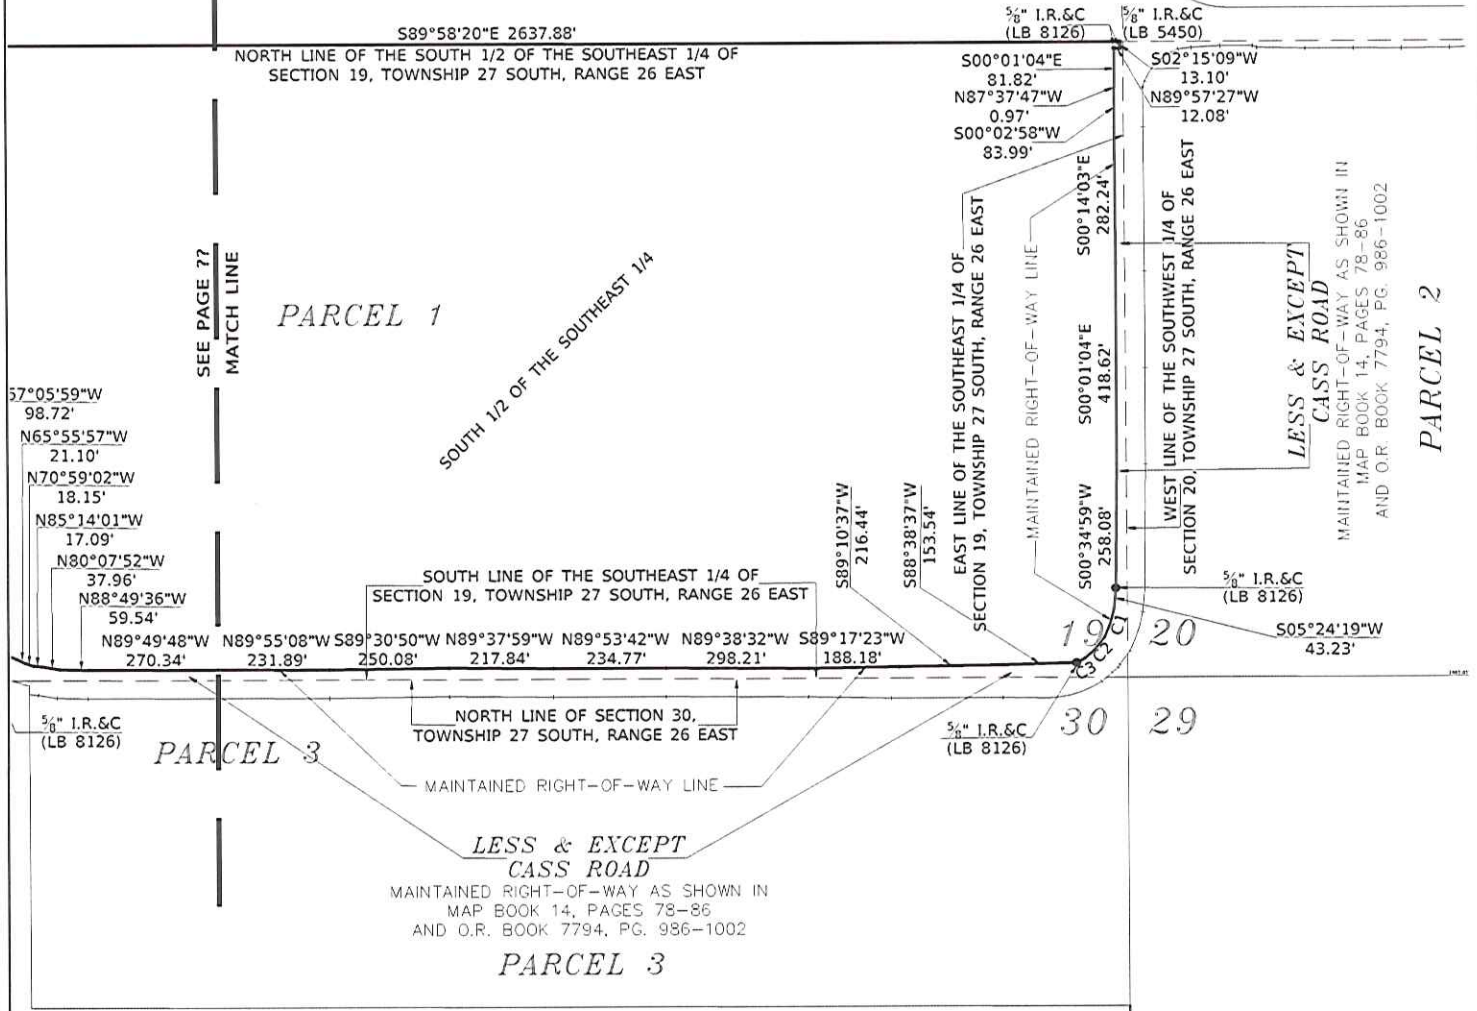 S89°58'20"E 2637.88'
NORTH LINE OF THE SOUTH 1/2 OF THE SOUTHEAST 1/4 OF
SECTION 19, TOWNSHIP 27 SOUTH, RANGE 26 EAST
5/8" I.R.&C
(LB 8126)
5/8" I.R.&C
(LB 5450)
S00°01'04"E
81.82'
N87°37'47"W
0.97'
S00°02'58"W
83.99'
S02°15'09"W
13.10'
N89°57'27"W
12.08'
SEE PAGE ??
MATCH LINE
PARCEL 1
SOUTH 1/2 OF THE SOUTHEAST 1/4
EAST LINE OF THE SOUTHEAST 1/4 OF
SECTION 19, TOWNSHIP 27 SOUTH, RANGE 26 EAST
MAINTAINED RIGHT-OF-WAY LINE
S00°14'03"E
282.24'
S00°01'04"E
418.62'
S00°34'59"W
258.08'
WEST LINE OF THE SOUTHWEST 1/4 OF
SECTION 20, TOWNSHIP 27 SOUTH, RANGE 26 EAST
LESS & EXCEPT
CASS ROAD
MAINTAINED RIGHT-OF-WAY AS SHOWN IN
MAP BOOK 14, PAGES 78-86
AND O.R. BOOK 7794, PG. 986-1002
PARCEL 2
57°05'59"W
98.72'
N65°55'57"W
21.10'
N70°59'02"W
18.15'
N85°14'01"W
17.09'
N80°07'52"W
37.96'
N88°49'36"W
59.54'
N89°49'48"W
270.34'
N89°55'08"W
231.89'
S89°30'50"W
250.08'
N89°37'59"W
217.84'
N89°53'42"W
234.77'
N89°38'32"W
298.21'
S89°17'23"W
188.18'
S89°10'37"W
216.44'
S88°38'37"W
153.54'
SOUTH LINE OF THE SOUTHEAST 1/4 OF
SECTION 19, TOWNSHIP 27 SOUTH, RANGE 26 EAST
5/8" I.R.&C
(LB 8126)
S05°24'19"W
43.23'
C1
C2
C3
19
20
30
29
5/8" I.R.&C
(LB 8126)
5/8" I.R.&C
(LB 8126)
NORTH LINE OF SECTION 30,
TOWNSHIP 27 SOUTH, RANGE 26 EAST
PARCEL 3
MAINTAINED RIGHT-OF-WAY LINE
LESS & EXCEPT
CASS ROAD
MAINTAINED RIGHT-OF-WAY AS SHOWN IN
MAP BOOK 14, PAGES 78-86
AND O.R. BOOK 7794, PG. 986-1002
PARCEL 3